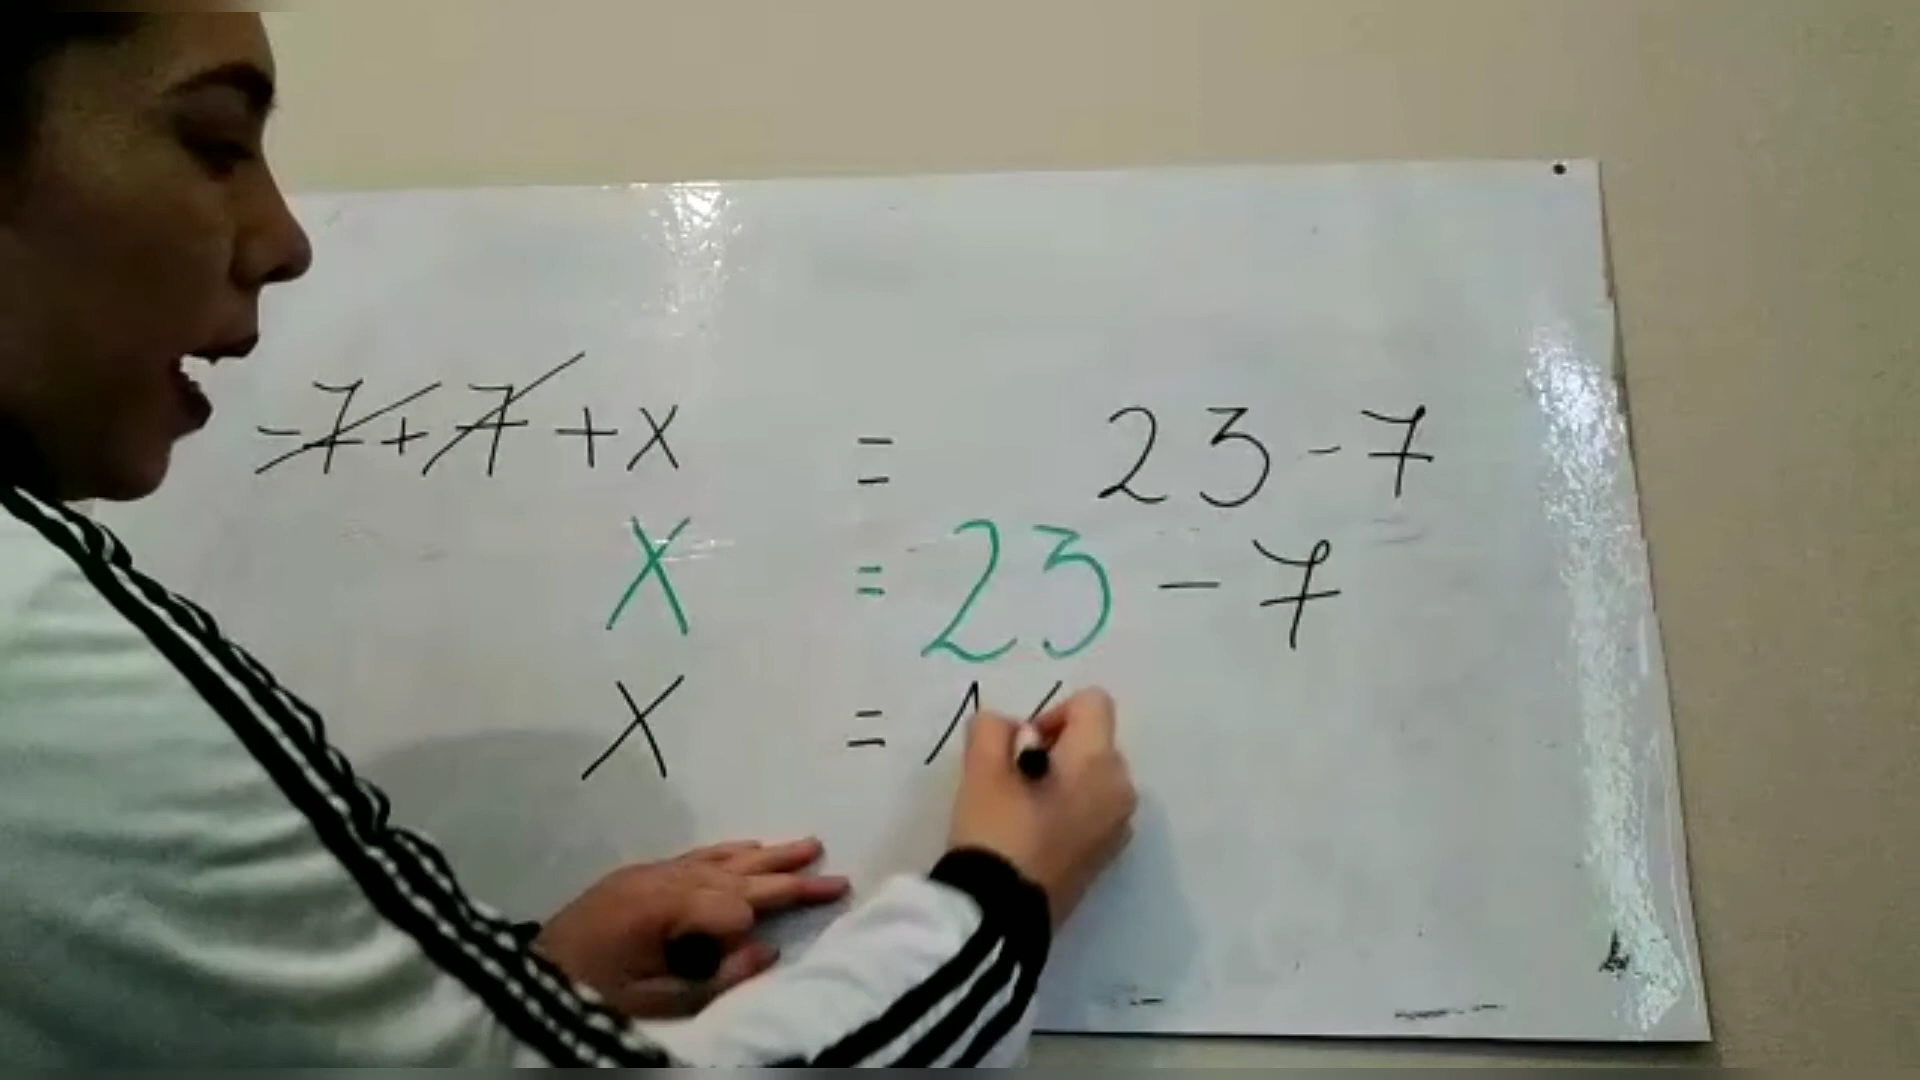 -7+7+x = 23-7
x = 23-7
x = 1